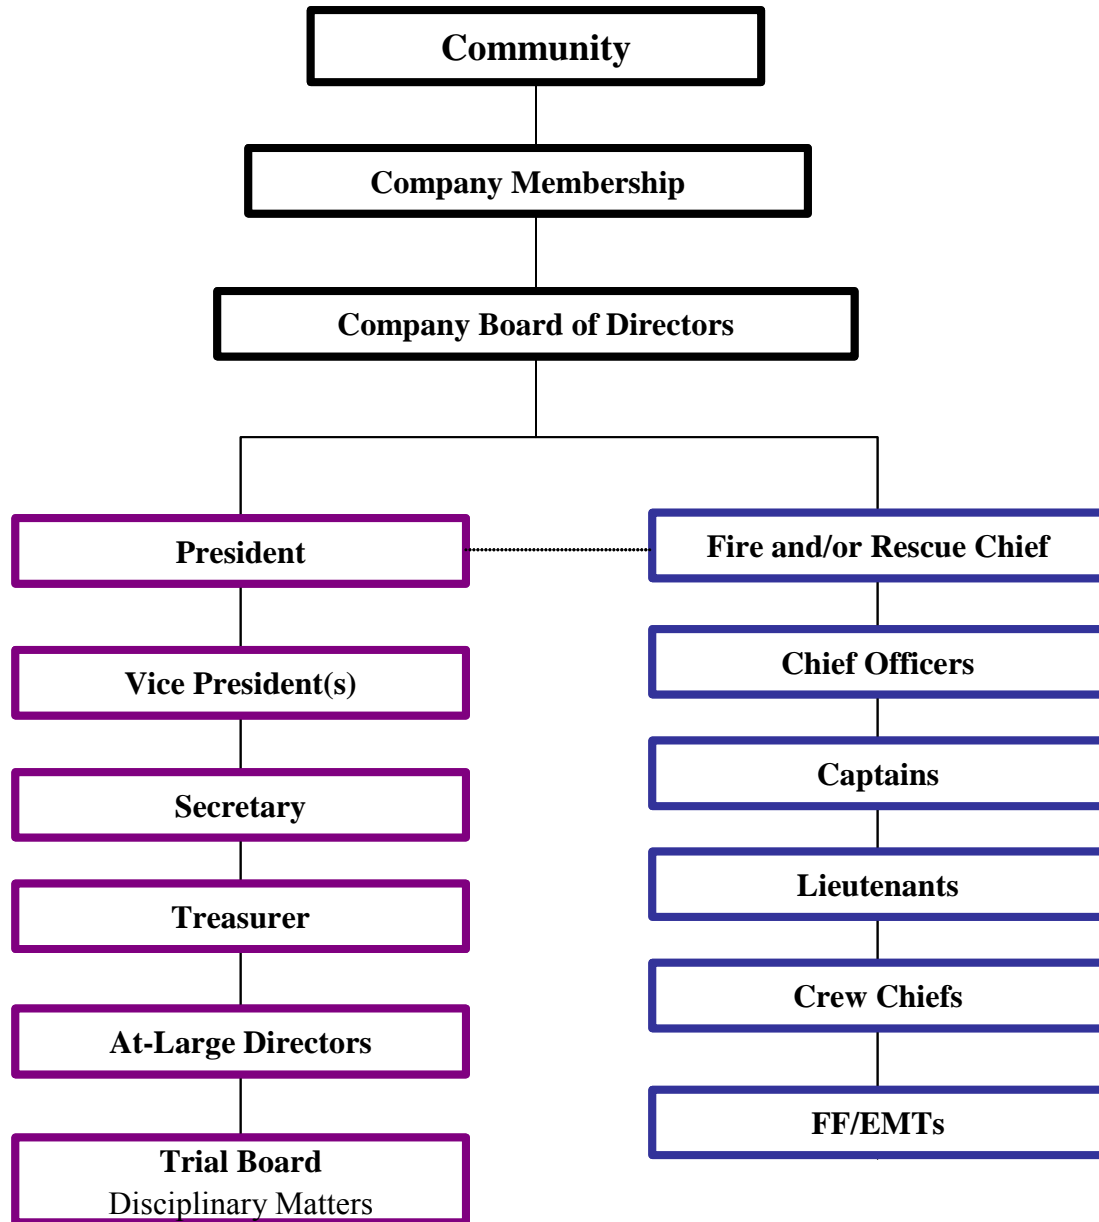 Community
Company Membership
Company Board of Directors
President
Fire and/or Rescue Chief
Vice President(s)
Chief Officers
Secretary
Captains
Treasurer
Lieutenants
At-Large Directors
Crew Chiefs
Trial Board
Disciplinary Matters
FF/EMTs